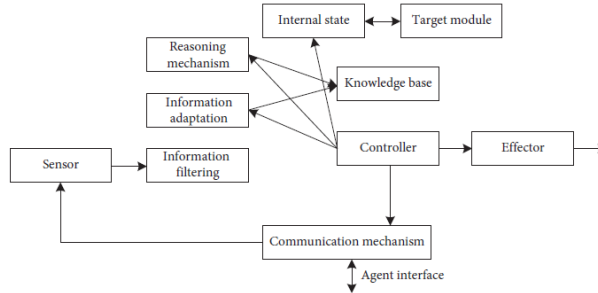 Internal state
Target module
Reasoning
mechanism
Knowledge base
Information
adaptation
Controller
Effector
Sensor
Information
filtering
Communication mechanism
Agent interface